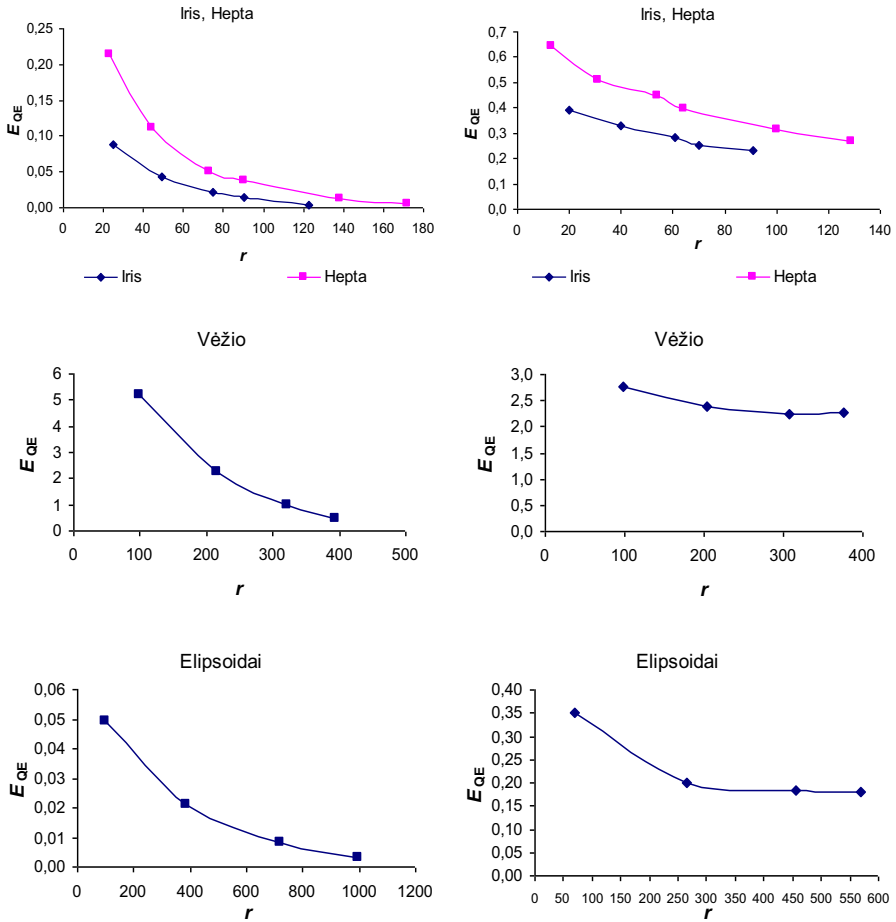 Iris, Hepta
0,25
0,20
0,15
0,10
0,05
0,00
E QE
0 20 40 60 80 100 120 140 160 180
r
Iris Hepta
Iris, Hepta
0,7
0,6
0,5
0,4
0,3
0,2
0,1
0,0
E QE
0 20 40 60 80 100 120 140
r
Iris Hepta
Vėžio
6
5
4
3
2
1
0
E QE
0 100 200 300 400 500
r
Vėžio
3,0
2,5
2,0
1,5
1,0
0,5
0,0
E QE
0 100 200 300 400
r
Elipsoidai
0,06
0,05
0,04
0,03
0,02
0,01
0,00
E QE
0 200 400 600 800 1000 1200
r
Elipsoidai
0,40
0,35
0,30
0,25
0,20
0,15
0,10
0,05
0,00
E QE
0 50 100 150 200 250 300 350 400 450 500 550 600
r